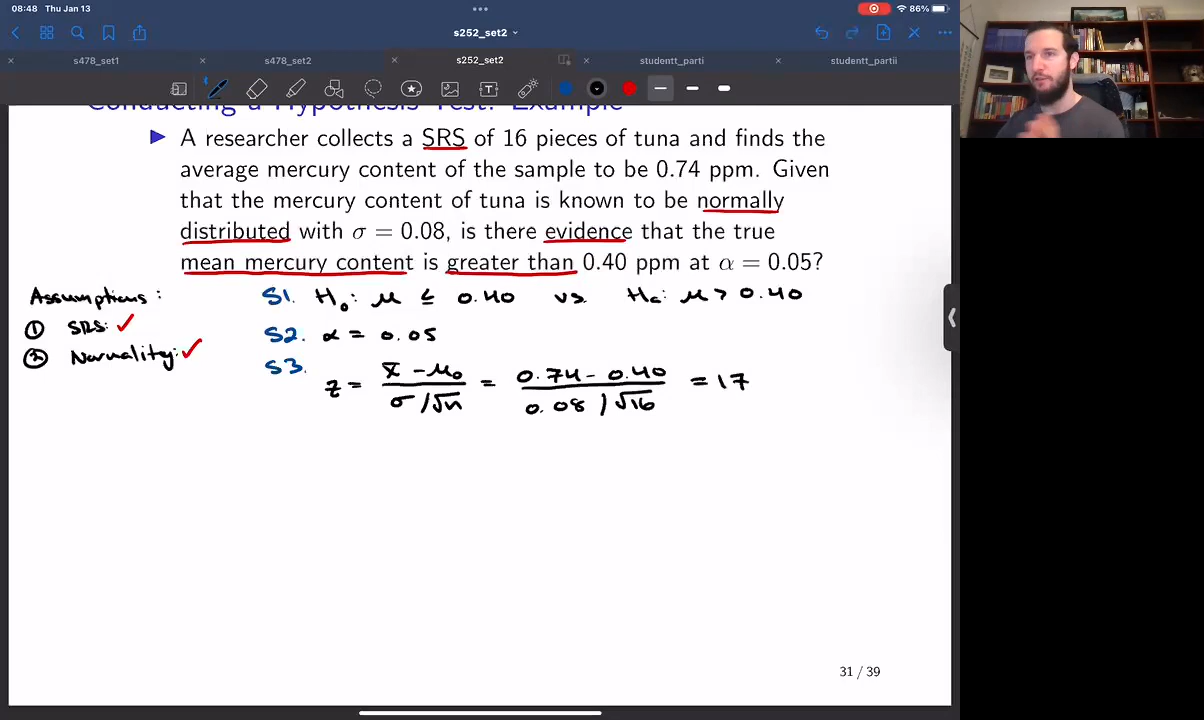 08:48 Thu Jan 13
86%
s252_set2
s478_set1
s478_set2
s252_set2
studentt_parti
studentt_partii
Conducting a Hypothesis Test: Example
A researcher collects a SRS of 16 pieces of tuna and finds the
average mercury content of the sample to be 0.74 ppm. Given
that the mercury content of tuna is known to be normally
distributed with σ = 0.08, is there evidence that the true
mean mercury content is greater than 0.40 ppm at α = 0.05?
Assumptions:
① SRS: ✓
② Normality: ✓
S1. H₀: μ ≤ 0.40 vs. Hₐ: μ > 0.40
S2. α = 0.05
S3.
z = (x̄ - μ₀) / (σ/√n) = (0.74 - 0.40) / (0.08/√16) = 17
31 / 39